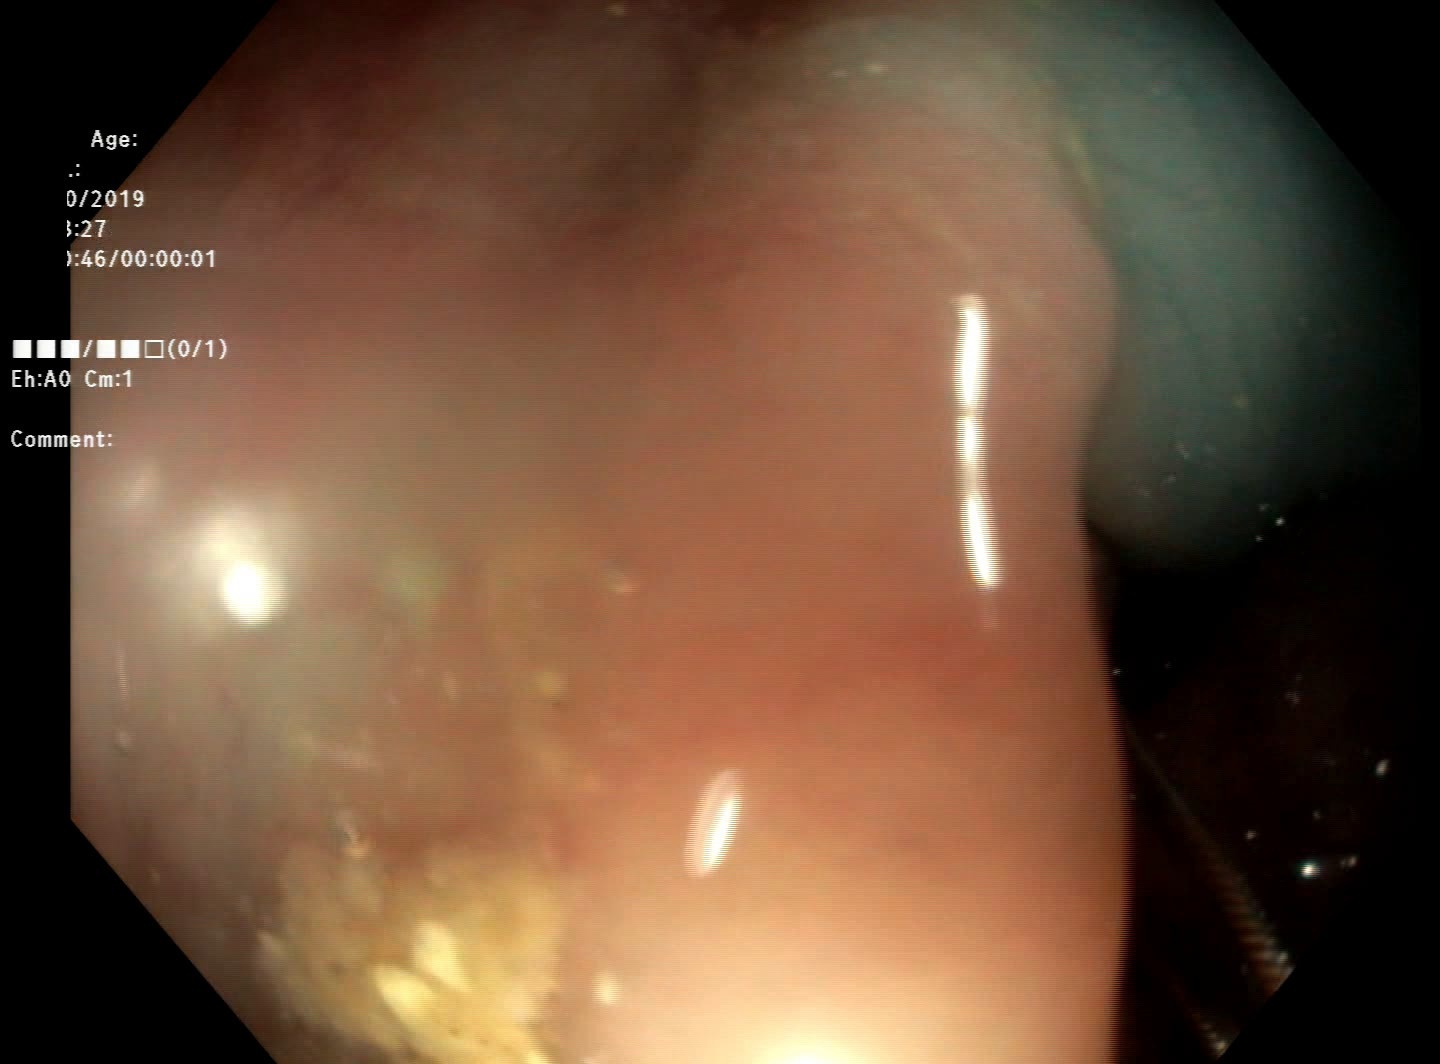 Age:
.:
0/2019
:27
:46/00:00:01
■■■/■■□(0/1)
Eh:A0 Cm:1
Comment: